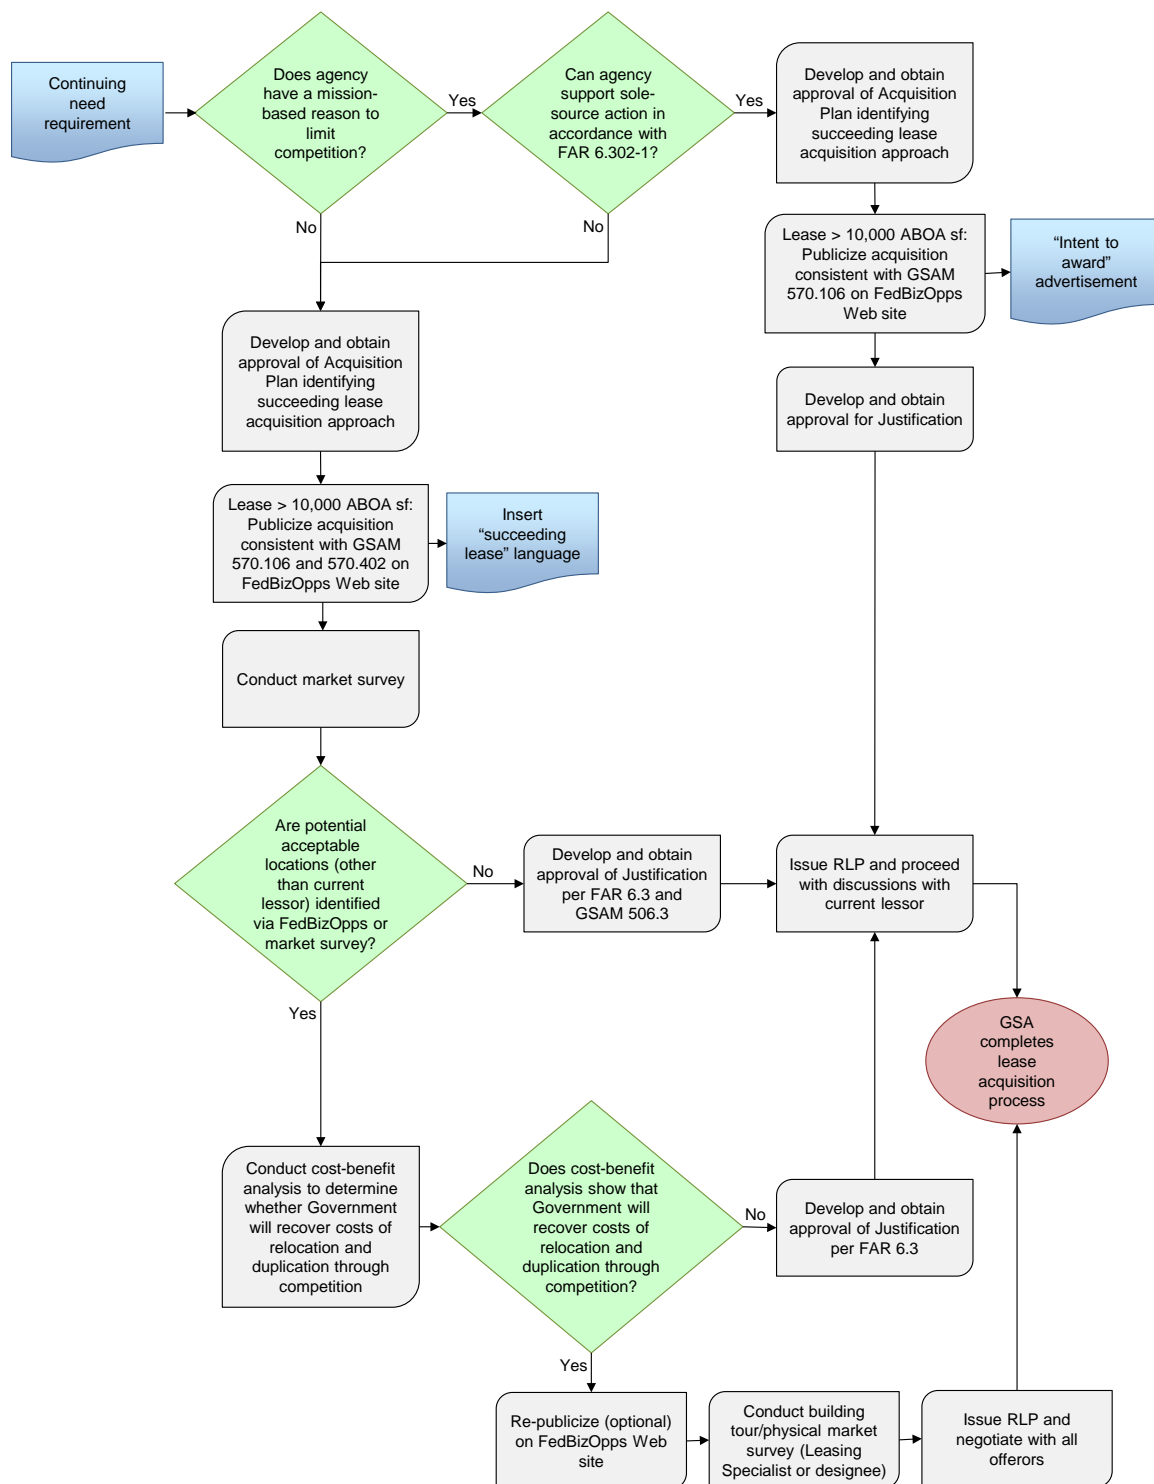 Continuing
need
requirement
Does agency
have a mission-
based reason to
limit
competition?
Yes
Can agency
support sole-
source action in
accordance with
FAR 6.302-1?
Yes
Develop and obtain
approval of Acquisition
Plan identifying
succeeding lease
acquisition approach
No
No
Lease > 10,000 ABOA sf:
Publicize acquisition
consistent with GSAM
570.106 on FedBizOpps
Web site
“Intent to
award”
advertisement
Develop and obtain
approval of Acquisition
Plan identifying
succeeding lease
acquisition approach
Develop and obtain
approval for Justification
Lease > 10,000 ABOA sf:
Publicize acquisition
consistent with GSAM
570.106 and 570.402 on
FedBizOpps Web site
Insert
“succeeding
lease” language
Conduct market survey
Are potential
acceptable
locations (other
than current
lessor) identified
via FedBizOpps or
market survey?
No
Develop and obtain
approval of Justification
per FAR 6.3 and
GSAM 506.3
Issue RLP and proceed
with discussions with
current lessor
Yes
GSA
completes
lease
acquisition
process
Conduct cost-benefit
analysis to determine
whether Government
will recover costs of
relocation and
duplication through
competition
Does cost-benefit
analysis show that
Government will
recover costs of
relocation and
duplication through
competition?
No
Develop and obtain
approval of Justification
per FAR 6.3
Yes
Re-publicize (optional)
on FedBizOpps Web
site
Conduct building
tour/physical market
survey (Leasing
Specialist or designee)
Issue RLP and
negotiate with all
offerors